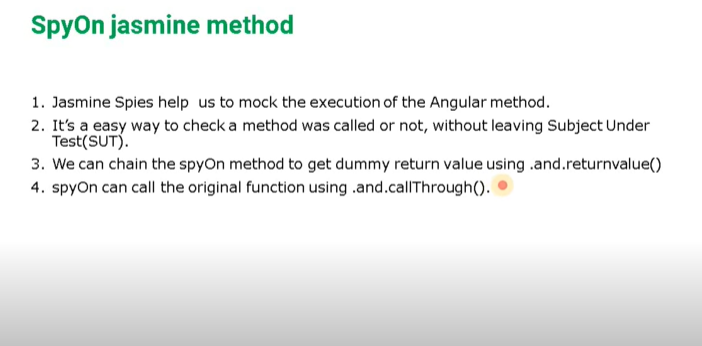 SpyOn jasmine method
1. Jasmine Spies help us to mock the execution of the Angular method.
2. It's a easy way to check a method was called or not, without leaving Subject Under
Test(SUT).
3. We can chain the spyOn method to get dummy return value using .and.returnvalue()
4. spyOn can call the original function using .and.callThrough().